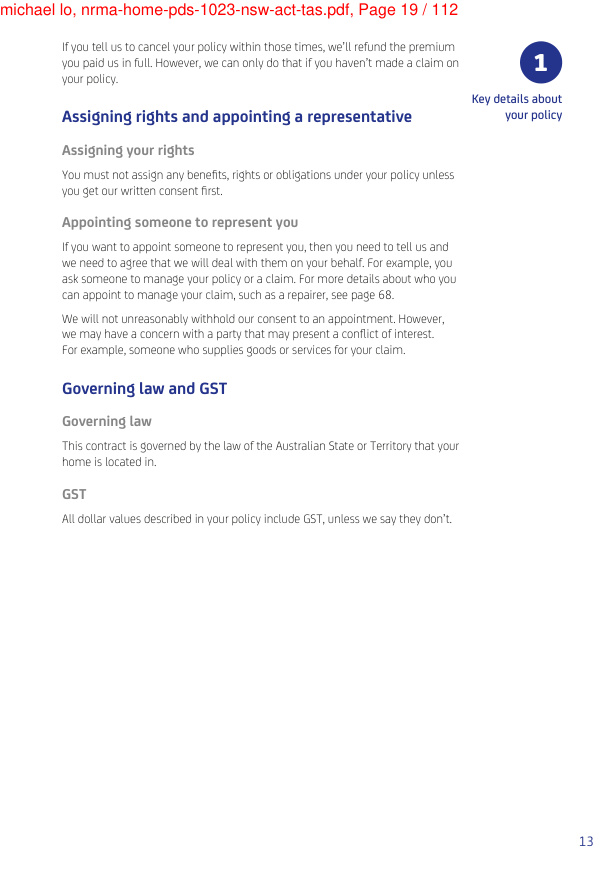 michael lo, nrma-home-pds-1023-nsw-act-tas.pdf, Page 19 / 112
If you tell us to cancel your policy within those times, we’ll refund the premium
you paid us in full. However, we can only do that if you haven’t made a claim on
your policy.
1
Key details about
your policy
Assigning rights and appointing a representative
Assigning your rights
You must not assign any benefits, rights or obligations under your policy unless
you get our written consent first.
Appointing someone to represent you
If you want to appoint someone to represent you, then you need to tell us and
we need to agree that we will deal with them on your behalf. For example, you
ask someone to manage your policy or a claim. For more details about who you
can appoint to manage your claim, such as a repairer, see page 68.
We will not unreasonably withhold our consent to an appointment. However,
we may have a concern with a party that may present a conflict of interest.
For example, someone who supplies goods or services for your claim.
Governing law and GST
Governing law
This contract is governed by the law of the Australian State or Territory that your
home is located in.
GST
All dollar values described in your policy include GST, unless we say they don’t.
13